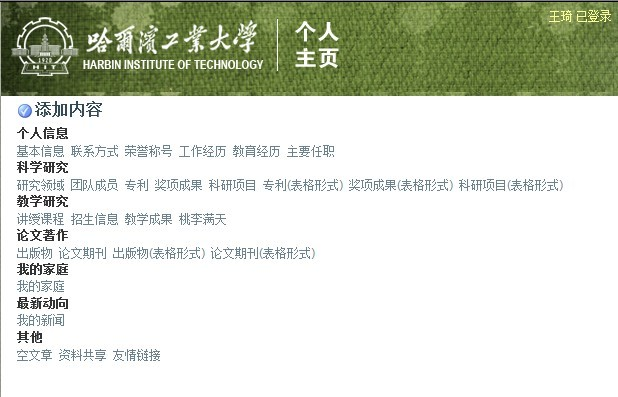 王琦 已登录
哈爾濱工業大學
HARBIN INSTITUTE OF TECHNOLOGY
1920
HIT
个人
主页
添加内容
个人信息
基本信息 联系方式 荣誉称号 工作经历 教育经历 主要任职
科学研究
研究领域 团队成员 专利 奖项成果 科研项目 专利(表格形式) 奖项成果(表格形式) 科研项目(表格形式)
教学研究
讲授课程 招生信息 教学成果 桃李满天
论文著作
出版物 论文期刊 出版物(表格形式) 论文期刊(表格形式)
我的家庭
我的家庭
最新动向
我的新闻
其他
空文章 资料共享 友情链接